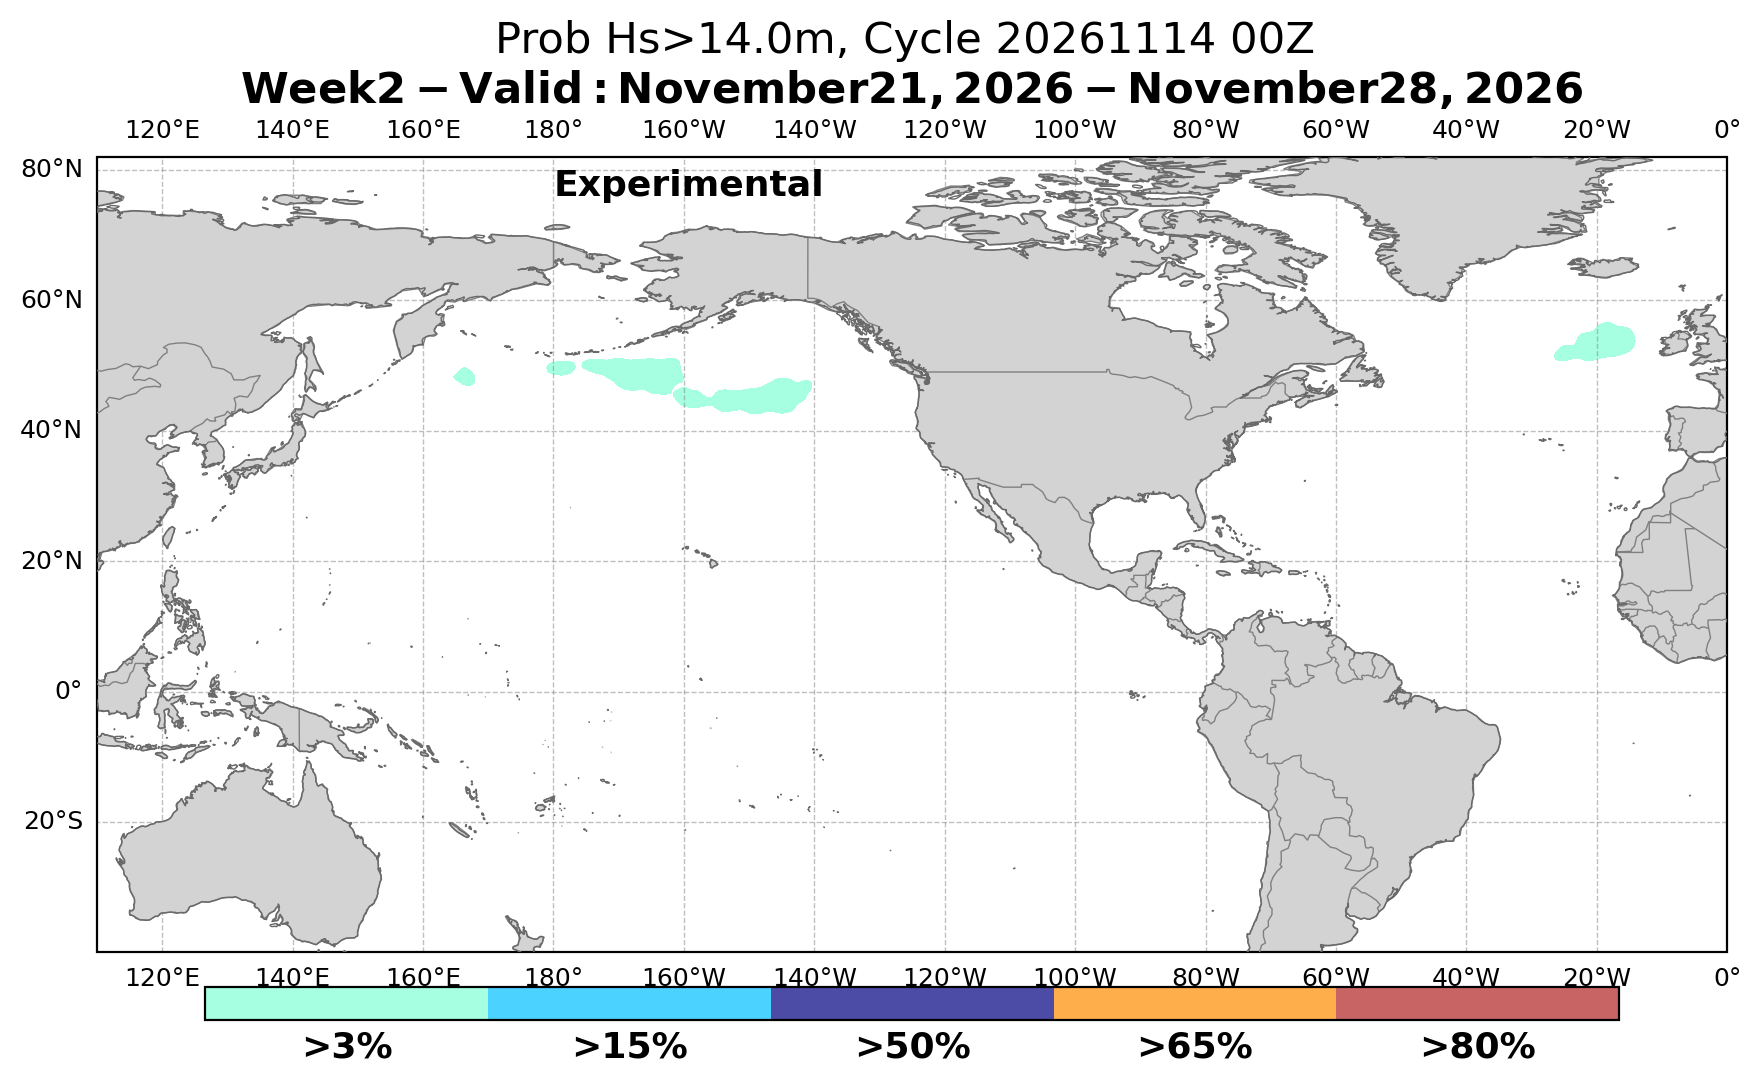 Prob Hs>14.0m, Cycle 20261114 00Z
Week2 – Valid : November21, 2026 – November28, 2026
120°E 140°E 160°E 180° 160°W 140°W 120°W 100°W 80°W 60°W 40°W 20°W 0°
80°N
Experimental
60°N
40°N
20°N
0°
20°S
120°E 140°E 160°E 180° 160°W 140°W 120°W 100°W 80°W 60°W 40°W 20°W 0°
>3% >15% >50% >65% >80%